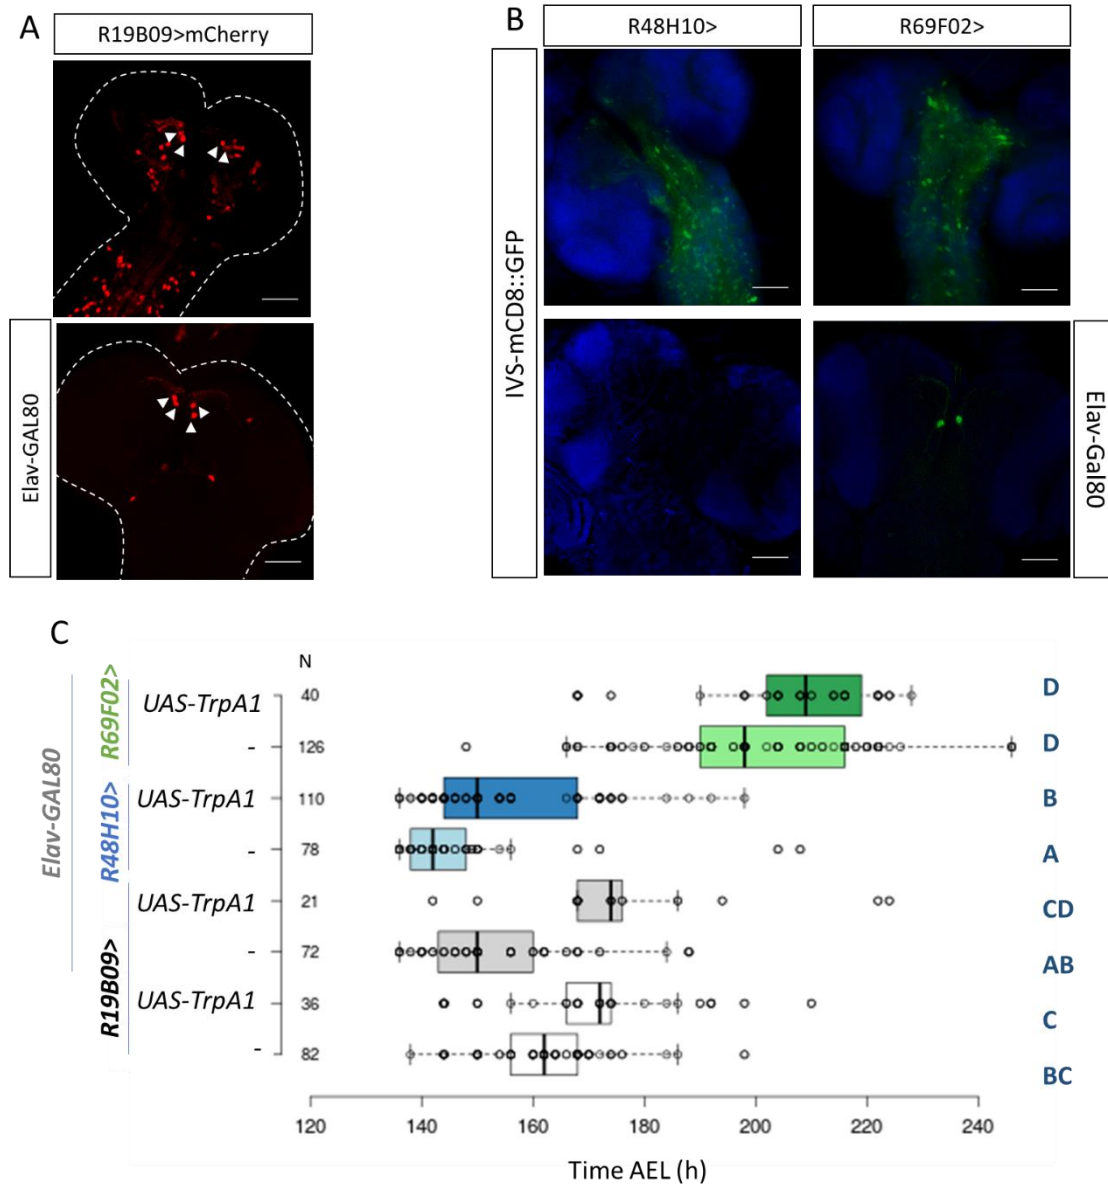 A
R19B09>mCherry
Elav-GAL80
B
R48H10>
R69F02>
IVS-mCD8::GFP
Elav-Gal80
C
N
Elav-GAL80
R69F02>
R48H10>
R19B09>
UAS-TrpA1 40 D
- 126 D
UAS-TrpA1 110 B
- 78 A
UAS-TrpA1 21 CD
- 72 AB
UAS-TrpA1 36 C
- 82 BC
120 140 160 180 200 220 240
Time AEL (h)